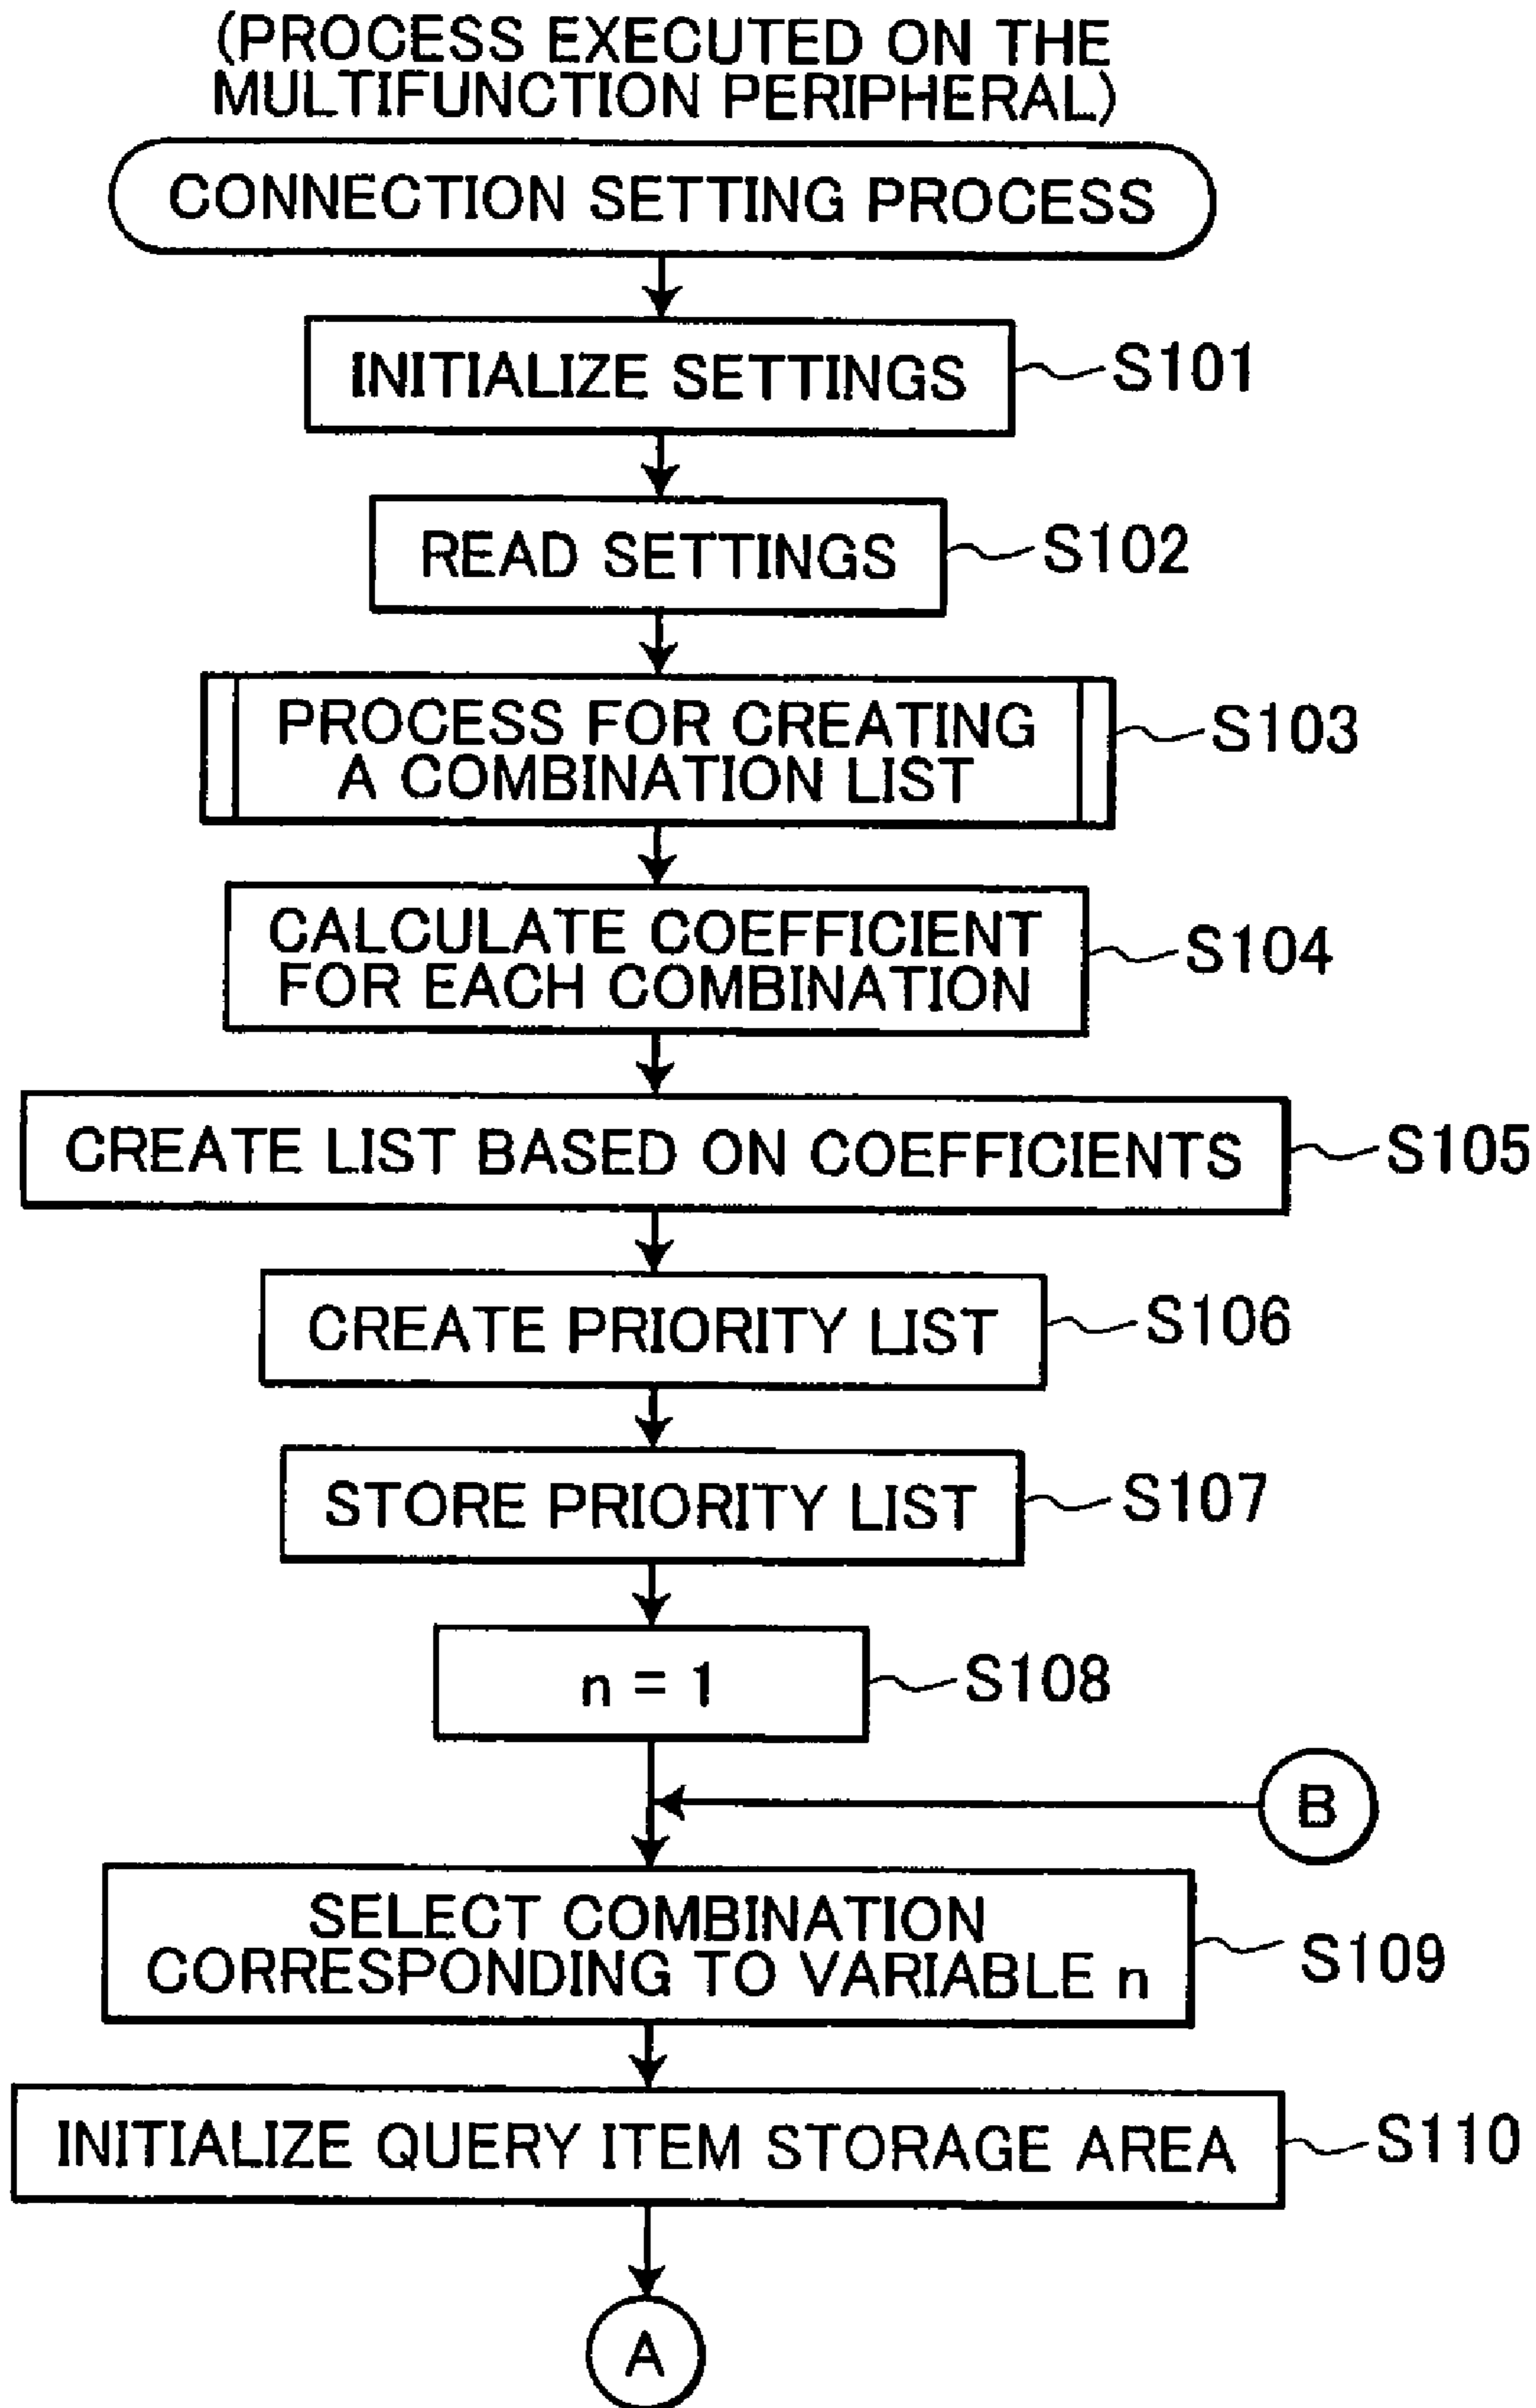 (PROCESS EXECUTED ON THE
MULTIFUNCTION PERIPHERAL)
CONNECTION SETTING PROCESS
INITIALIZE SETTINGS
S101
READ SETTINGS
S102
PROCESS FOR CREATING
A COMBINATION LIST
S103
CALCULATE COEFFICIENT
FOR EACH COMBINATION
S104
CREATE LIST BASED ON COEFFICIENTS
S105
CREATE PRIORITY LIST
S106
STORE PRIORITY LIST
S107
n = 1
S108
B
SELECT COMBINATION
CORRESPONDING TO VARIABLE n
S109
INITIALIZE QUERY ITEM STORAGE AREA
S110
A